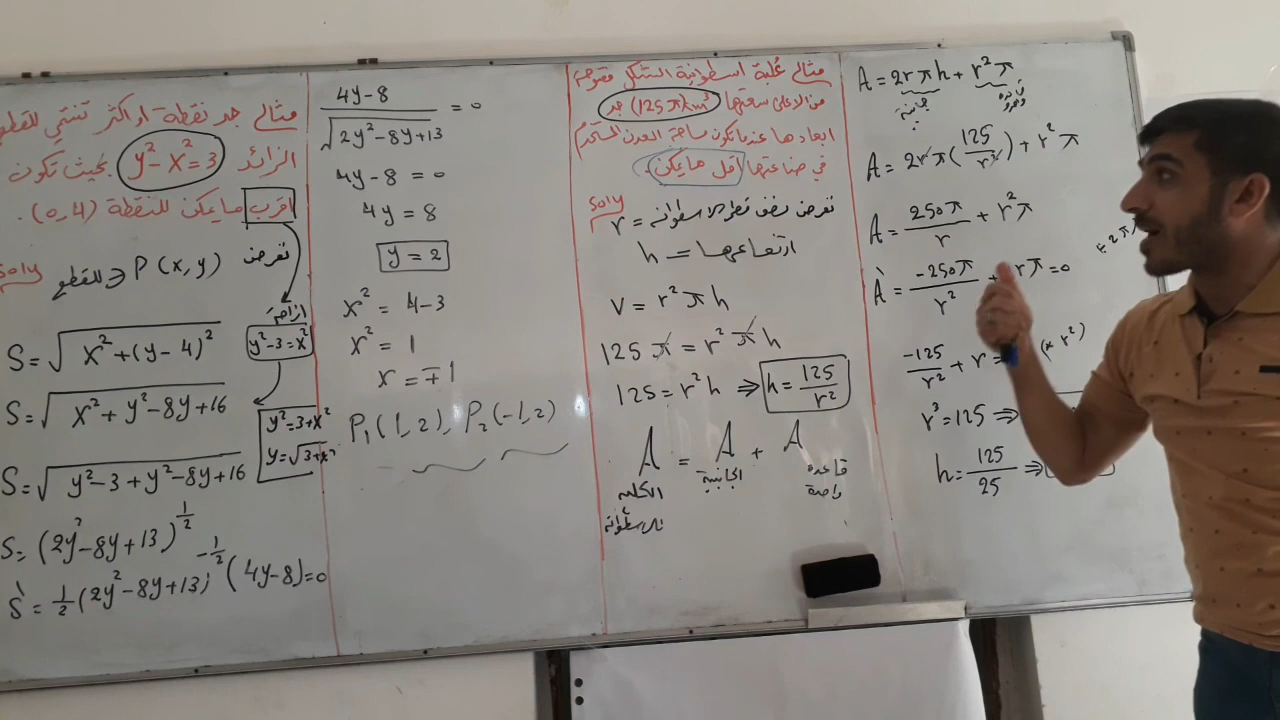 مثال جد نقطة او اكثر تنتمي للقطع
الزائد y²-x²=3 بحيث تكون
اقرب ما يمكن للنقطة (0,4).
Soly نفرض P(x,y) ∈ للقطع
S=√x²+(y-4)²
y²-3=x²
S=√x²+y²-8y+16
y²=3+x²
y=√3+x²
S=√y²-3+y²-8y+16
S=(2y²-8y+13)^½
S̀=½(2y²-8y+13)^-½(4y-8)=0
4y-8/√2y²-8y+13 = 0
4y-8=0
4y=8
y=2
x²=4-3
x²=1
x=∓1
P₁(1,2), P₂(-1,2)
مثال علبة اسطوانية الشكل مفتوحة
من الاعلى سعتها (125π)cm³ جد
ابعادها عندما يكون مساحة المعدن المستخدم
في صناعتها اقل ما يمكن.
Soly نفرض نصف قطر الاسطوانة = r
ارتفاعها = h
V=r²πh
125π=r²πh
125=r²h ⇒ h=125/r²
A = A + A
الكلية الجانبية قاعدة
واحدة
A=2rπh+r²π
جانبية
A=2rπ(125/r²)+r²π
A=250π/r+r²π
À=-250π/r²+ rπ=0
-125/r²+r= (×r²)
r³=125⇒
h=125/25⇒